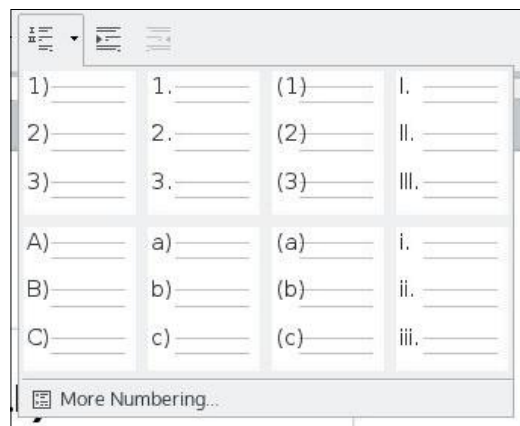 1) 1. (1) I.
2) 2. (2) II.
3) 3. (3) III.
A) a) (a) i.
B) b) (b) ii.
C) c) (c) iii.
More Numbering...